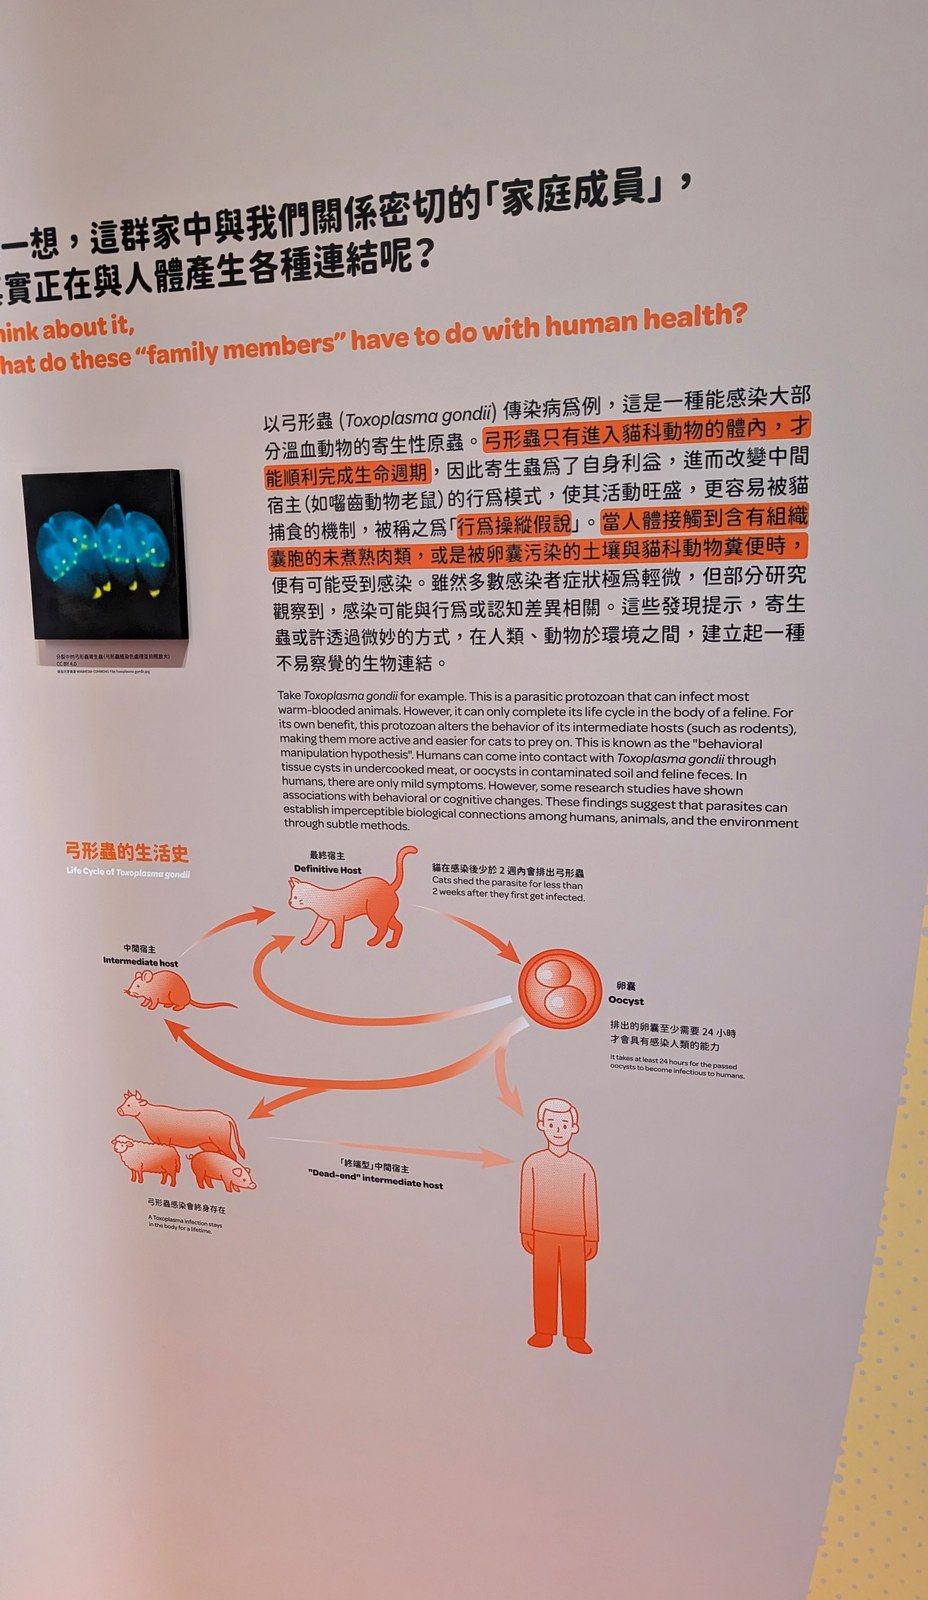 一想，這群家中與我們關係密切的「家庭成員」，
實正在與人體產生各種連結呢？
hink about it,
hat do these “family members” have to do with human health?
以弓形蟲 (Toxoplasma gondii) 傳染病為例，這是一種能感染大部
分溫血動物的寄生性原蟲。弓形蟲只有進入貓科動物的體內，才
能順利完成生命週期，因此寄生蟲為了自身利益，進而改變中間
宿主（如囓齒動物老鼠）的行為模式，使其活動旺盛，更容易被貓
捕食的機制，被稱之為「行為操縱假說」。當人體接觸到含有組織
囊胞的未煮熟肉類，或是被卵囊污染的土壤與貓科動物糞便時，
便有可能受到感染。雖然多數感染者症狀極為輕微，但部分研究
觀察到，感染可能與行為或認知差異相關。這些發現提示，寄生
蟲或許透過微妙的方式，在人類、動物於環境之間，建立起一種
不易察覺的生物連結。
CC BY 4.0
Take Toxoplasma gondii for example. This is a parasitic protozoan that can infect most
warm-blooded animals. However, it can only complete its life cycle in the body of a feline. For
its own benefit, this protozoan alters the behavior of its intermediate hosts (such as rodents),
making them more active and easier for cats to prey on. This is known as the "behavioral
manipulation hypothesis". Humans can come into contact with Toxoplasma gondii through
tissue cysts in undercooked meat, or oocysts in contaminated soil and feline feces. In
humans, there are only mild symptoms. However, some research studies have shown
associations with behavioral or cognitive changes. These findings suggest that parasites can
establish imperceptible biological connections among humans, animals, and the environment
through subtle methods.
弓形蟲的生活史
Life Cycle of Toxoplasma gondii
最終宿主
Definitive Host
貓在感染後少於 2 週內會排出弓形蟲
Cats shed the parasite for less than
2 weeks after they first get infected.
中間宿主
Intermediate host
卵囊
Oocyst
排出的卵囊至少需要 24 小時
才會具有感染人類的能力
It takes at least 24 hours for the passed
oocysts to become infectious to humans.
「終端型」中間宿主
"Dead-end" intermediate host
弓形蟲感染會終身存在
A Toxoplasma infection stays
in the body for a lifetime.